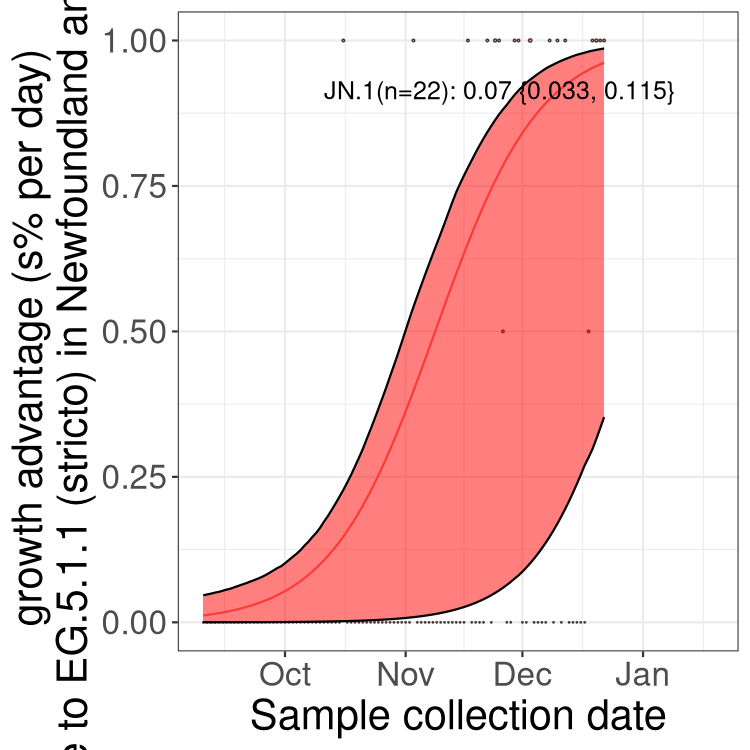 growth advantage (s% per day)
to EG.5.1.1 (stricto) in Newfoundland
1.00
0.75
0.50
0.25
0.00
JN.1(n=22): 0.07 {0.033, 0.115}
Oct Nov Dec Jan
Sample collection date